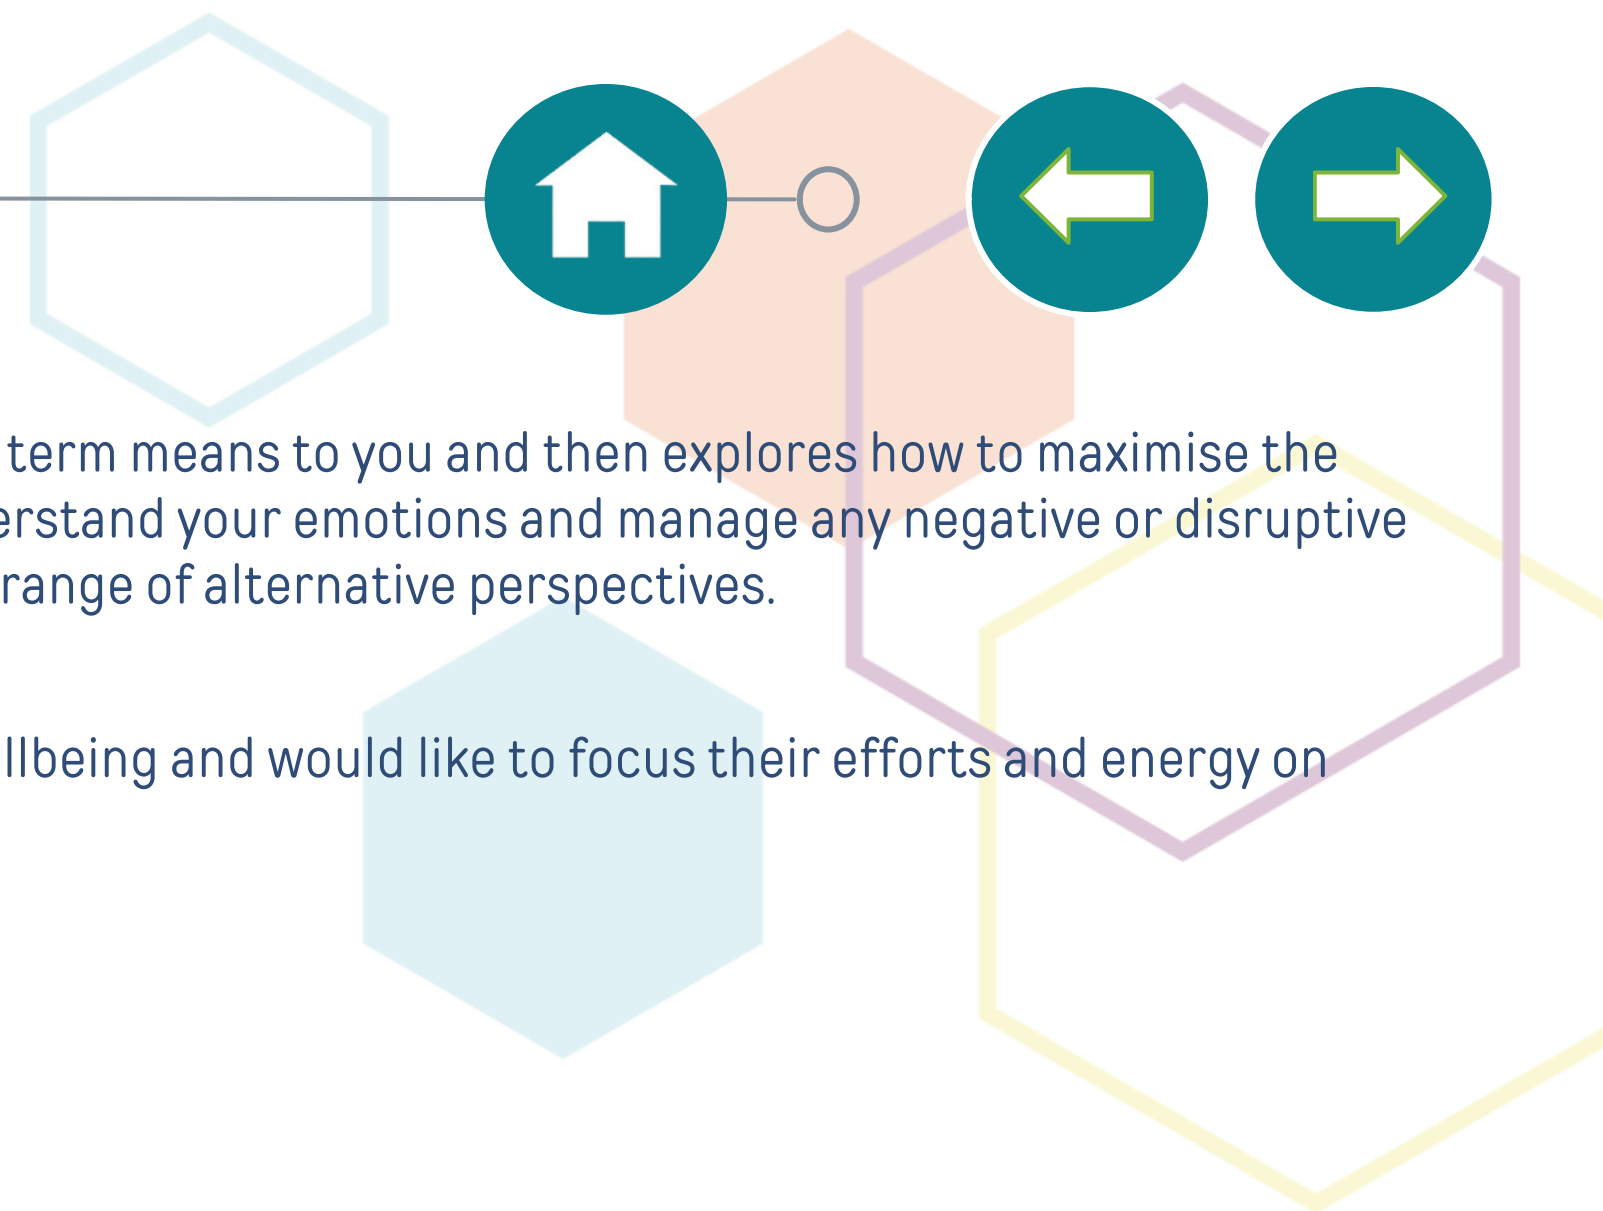 term means to you and then explores how to maximise the
erstand your emotions and manage any negative or disruptive
range of alternative perspectives.
llbeing and would like to focus their efforts and energy on